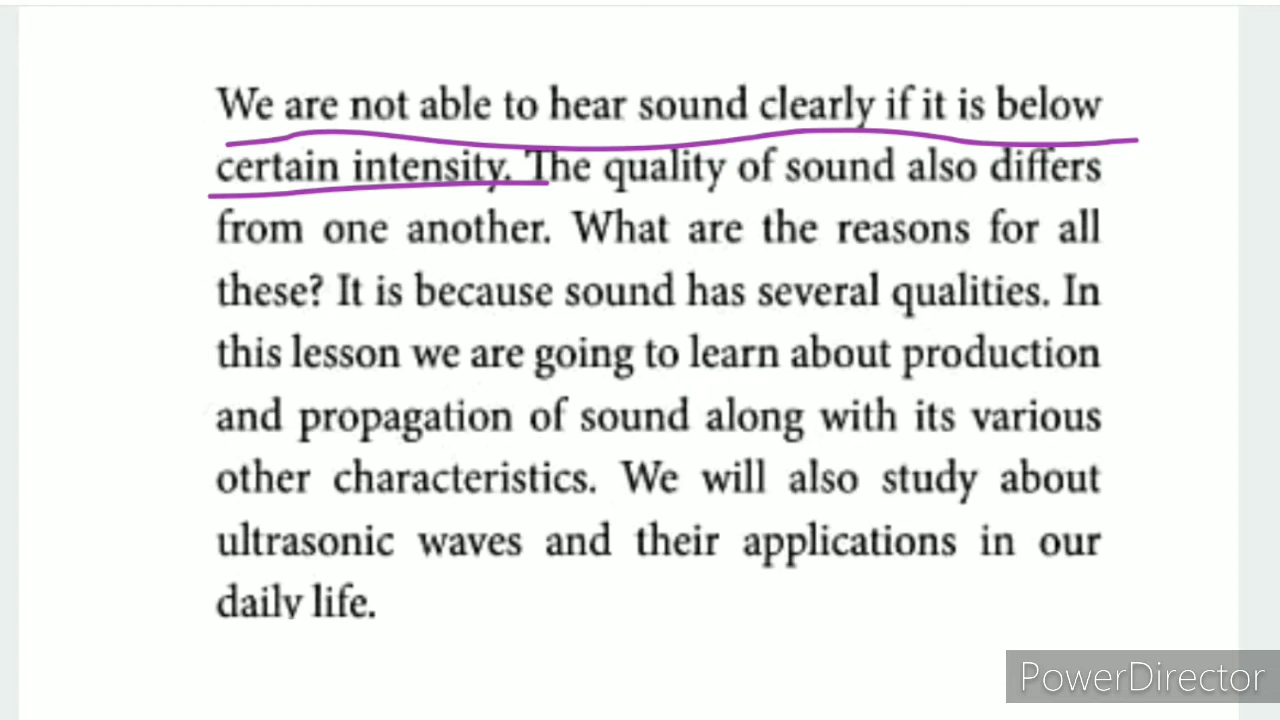 We are not able to hear sound clearly if it is below
certain intensity. The quality of sound also differs
from one another. What are the reasons for all
these? It is because sound has several qualities. In
this lesson we are going to learn about production
and propagation of sound along with its various
other characteristics. We will also study about
ultrasonic waves and their applications in our
daily life.
PowerDirector